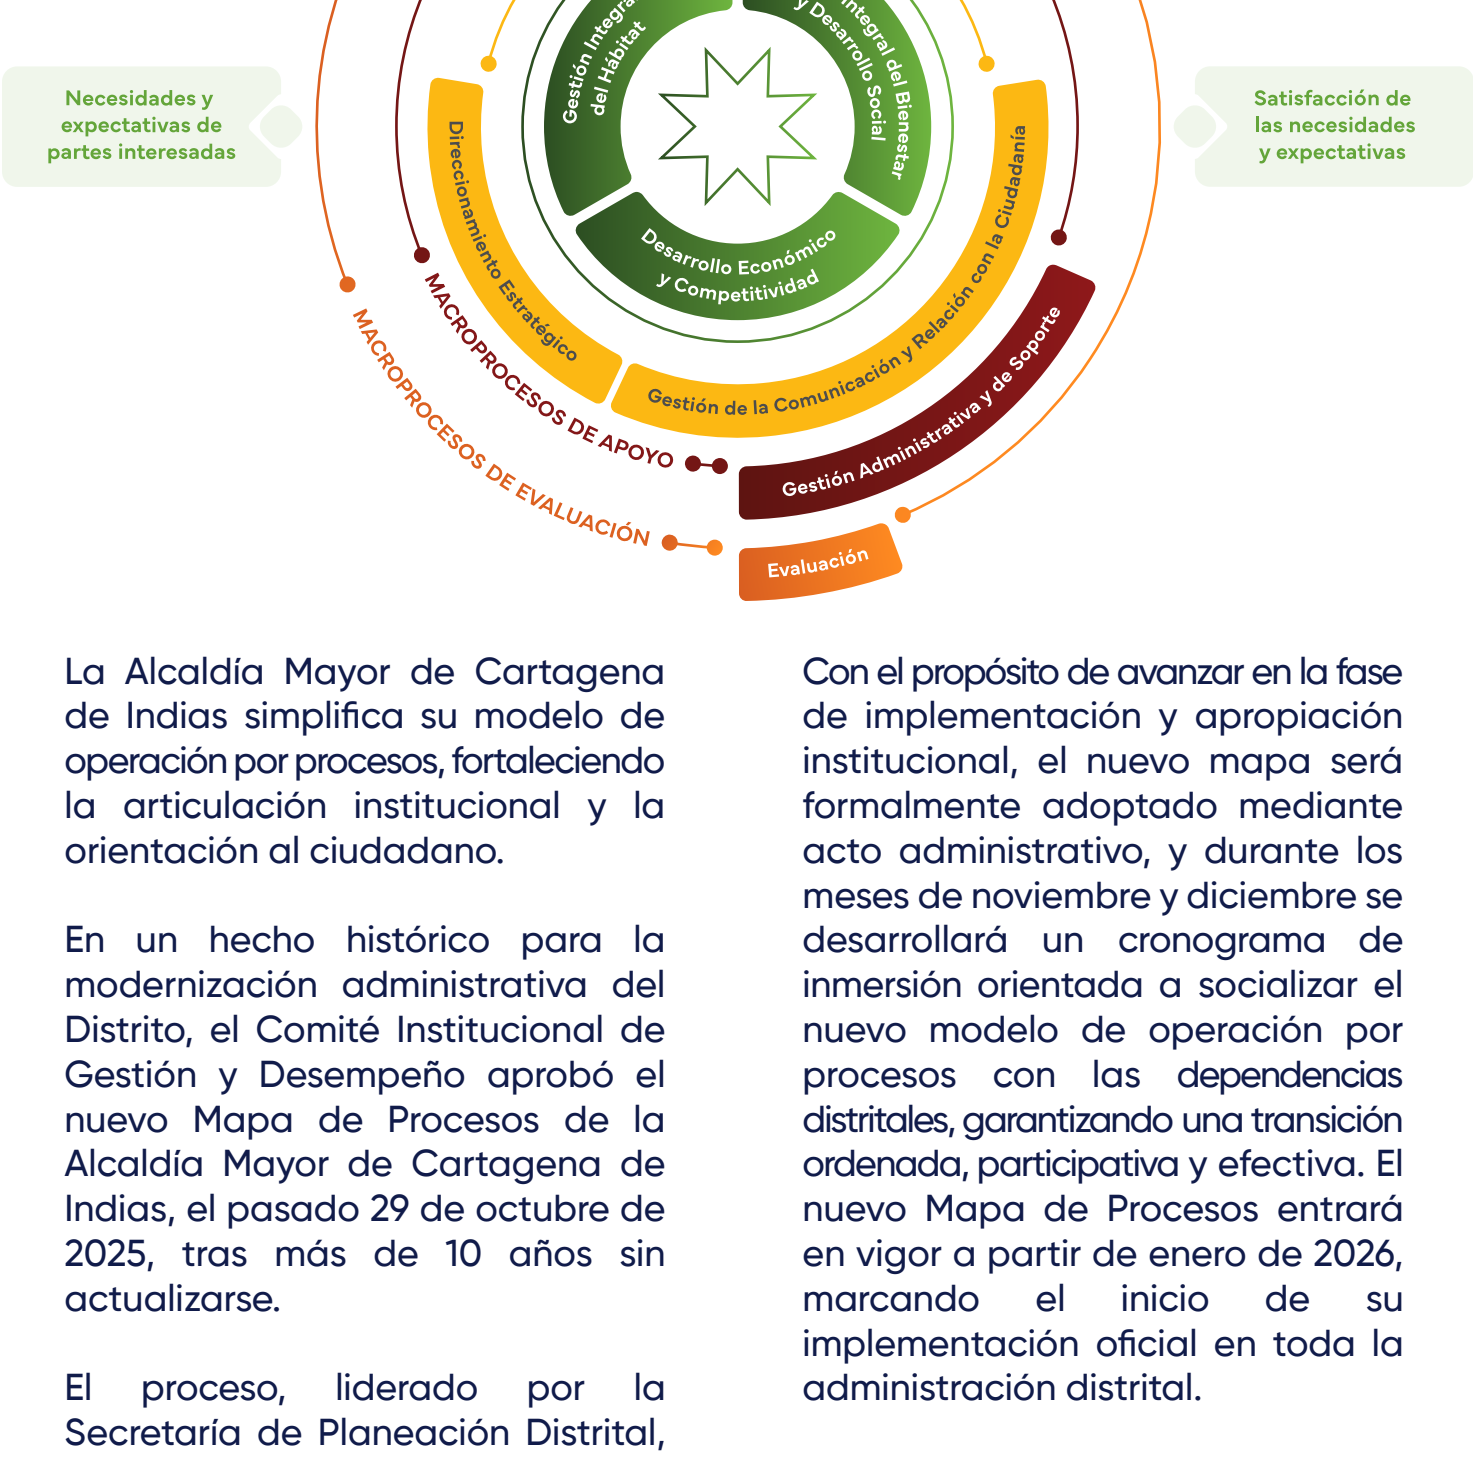 Gestión Integral
del Hábitat
Integral del Bienestar
y Desarrollo Social
Desarrollo Económico
y Competitividad
Necesidades y
expectativas de
partes interesadas
Satisfacción de
las necesidades
y expectativas
Direccionamiento Estratégico
Gestión de la Comunicación y Relación con la Ciudadanía
MACROPROCESOS DE APOYO
Gestión Administrativa y de Soporte
MACROPROCESOS DE EVALUACIÓN
Evaluación
La Alcaldía Mayor de Cartagena
de Indias simplifica su modelo de
operación por procesos, fortaleciendo
la articulación institucional y la
orientación al ciudadano.
En un hecho histórico para la
modernización administrativa del
Distrito, el Comité Institucional de
Gestión y Desempeño aprobó el
nuevo Mapa de Procesos de la
Alcaldía Mayor de Cartagena de
Indias, el pasado 29 de octubre de
2025, tras más de 10 años sin
actualizarse.
El proceso, liderado por la
Secretaría de Planeación Distrital,
Con el propósito de avanzar en la fase
de implementación y apropiación
institucional, el nuevo mapa será
formalmente adoptado mediante
acto administrativo, y durante los
meses de noviembre y diciembre se
desarrollará un cronograma de
inmersión orientada a socializar el
nuevo modelo de operación por
procesos con las dependencias
distritales, garantizando una transición
ordenada, participativa y efectiva. El
nuevo Mapa de Procesos entrará
en vigor a partir de enero de 2026,
marcando el inicio de su
implementación oficial en toda la
administración distrital.